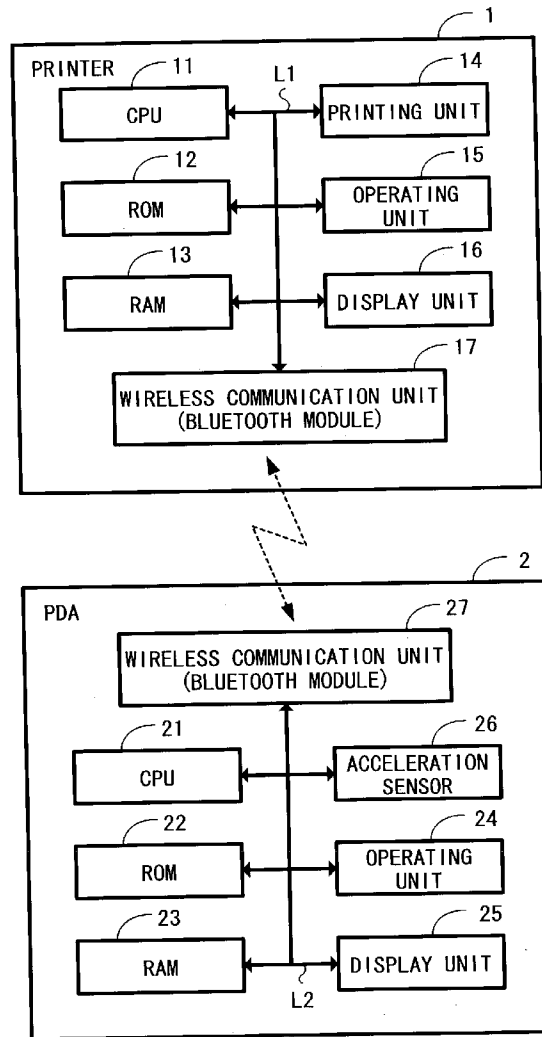 1
PRINTER
11
L1
14
CPU
PRINTING UNIT
12
15
ROM
OPERATING
UNIT
13
16
RAM
DISPLAY UNIT
17
WIRELESS COMMUNICATION UNIT
(BLUETOOTH MODULE)
2
PDA
27
WIRELESS COMMUNICATION UNIT
(BLUETOOTH MODULE)
21
26
CPU
ACCELERATION
SENSOR
22
24
ROM
OPERATING
UNIT
23
25
RAM
DISPLAY UNIT
L2